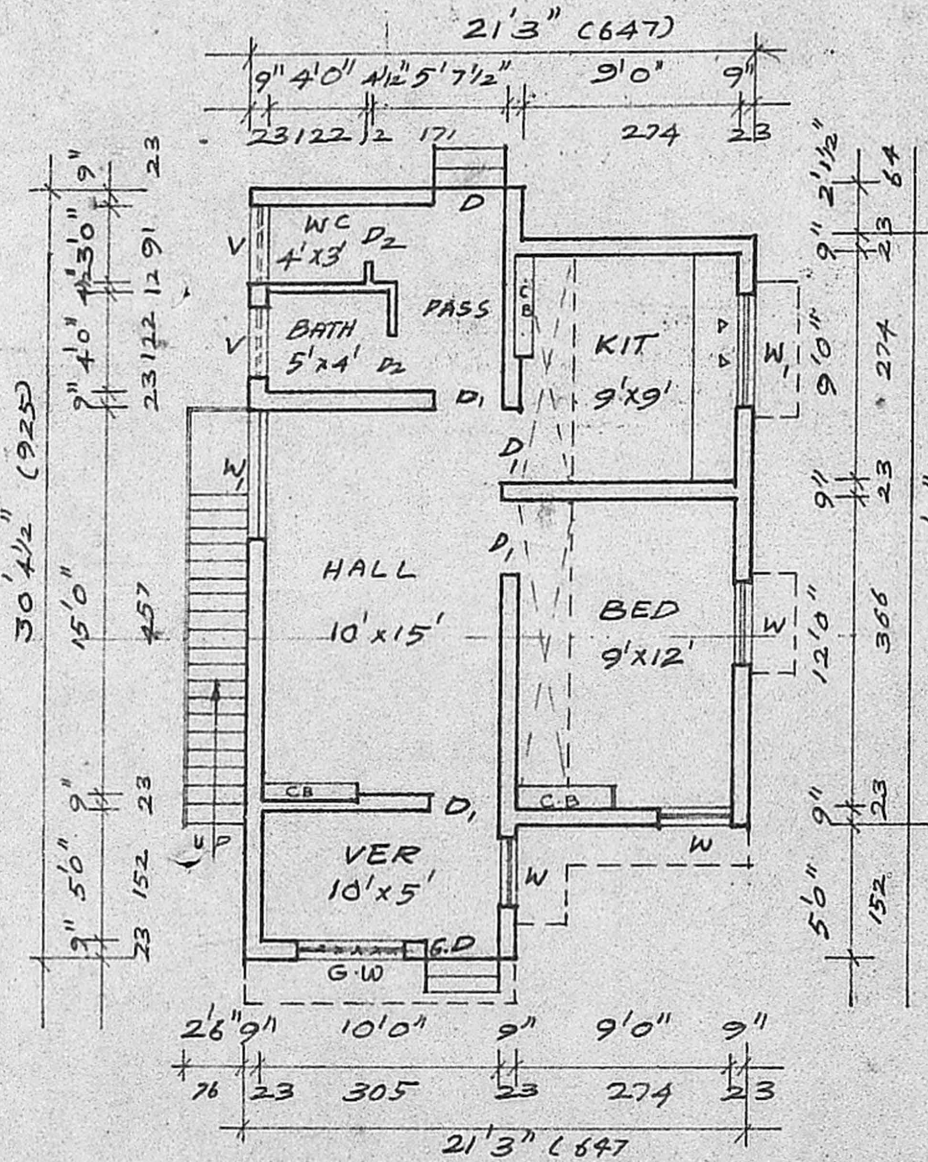 21'3" (647)
9" 4'0" 4½" 5'7½" 9'0" 9"
23 122 12 171 274 23
9" 3'0" 4½" 4'0" 9" 15'0" 9" 5'0" 9"
23 91 12 122 23 457 23 152 23
30'4½" (925)
2'1½" 9" 9'0" 9" 12'0" 9" 5'0"
64 23 274 23 366 23 152
D
WC
4'x3'
D2
V
PASS
CB
BATH
5'x4'
D2
V
KIT
9'x9'
W1
D1
D1
W1
D1
HALL
10'x15'
BED
9'x12'
W
CB
D1
C.B
UP
VER
10'x5'
W
W
G.D
G.W
2'6" 9" 10'0" 9" 9'0" 9"
76 23 305 23 274 23
21'3" (647